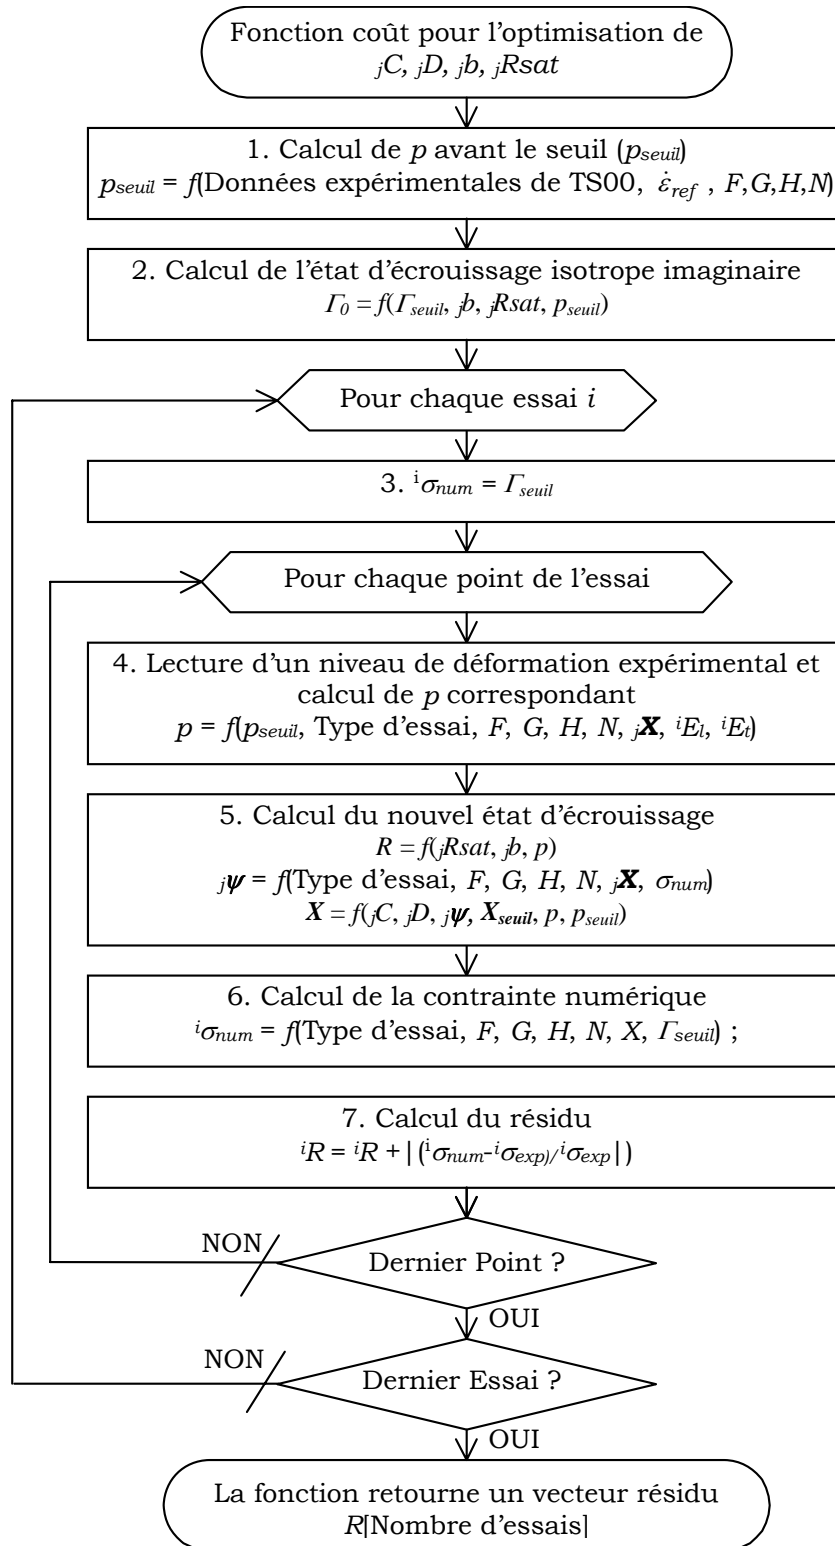 Fonction coût pour l'optimisation de
jC, jD, jb, jRsat
1. Calcul de p avant le seuil (pseuil)
pseuil = f(Données expérimentales de TS00, ε̇ref , F,G,H,N)
2. Calcul de l'état d'écrouissage isotrope imaginaire
Γ0 = f(Γseuil, jb, jRsat, pseuil)
Pour chaque essai i
3. iσnum = Γseuil
Pour chaque point de l'essai
4. Lecture d'un niveau de déformation expérimental et
calcul de p correspondant
p = f(pseuil, Type d'essai, F, G, H, N, jX, iEl, iEt)
5. Calcul du nouvel état d'écrouissage
R = f(jRsat, jb, p)
jψ = f(Type d'essai, F, G, H, N, jX, σnum)
X = f(jC, jD, jψ, Xseuil, p, pseuil)
6. Calcul de la contrainte numérique
iσnum = f(Type d'essai, F, G, H, N, X, Γseuil) ;
7. Calcul du résidu
iR = iR + |(iσnum-iσexp)/iσexp|)
NON
Dernier Point ?
OUI
NON
Dernier Essai ?
OUI
La fonction retourne un vecteur résidu
R[Nombre d'essais]